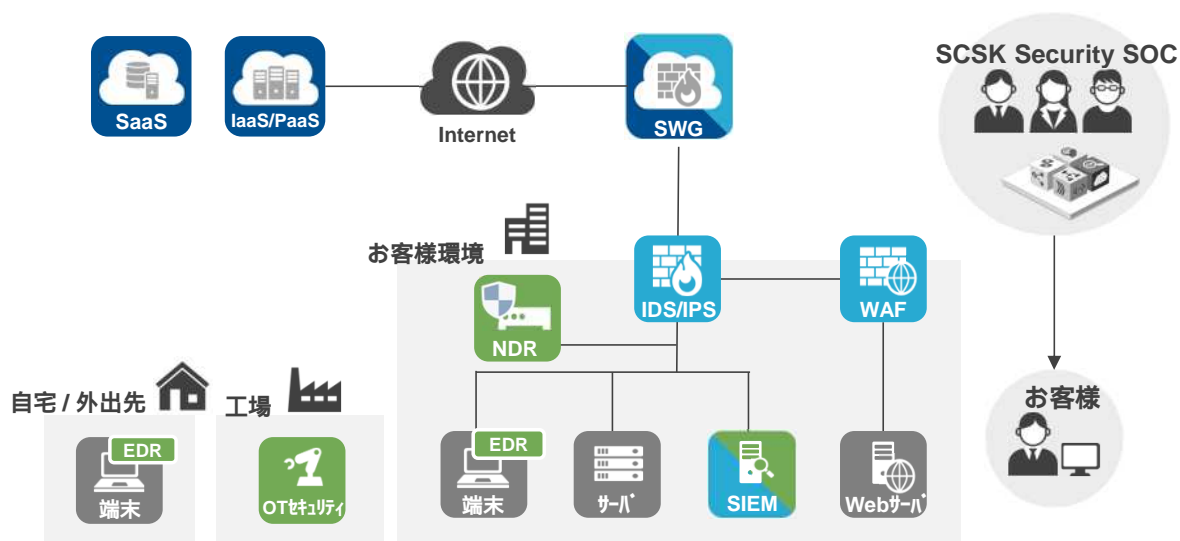 SCSK Security SOC
SaaS
IaaS/PaaS
Internet
SWG
お客様環境
IDS/IPS
WAF
NDR
自宅 / 外出先
工場
お客様
EDR
端末
OTｾｷｭﾘﾃｨ
EDR
端末
ｻｰﾊﾞ
SIEM
Webｻｰﾊﾞ